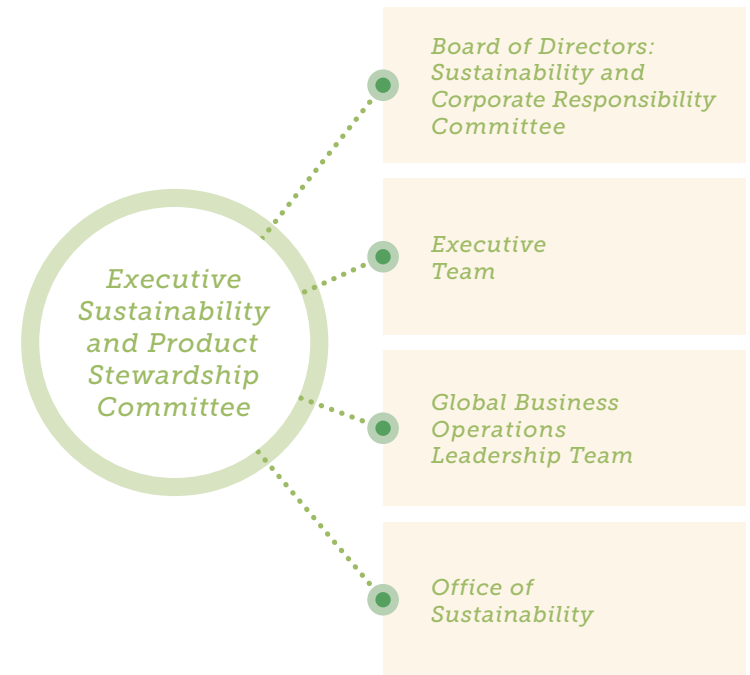 Executive
Sustainability
and Product
Stewardship
Committee
Board of Directors:
Sustainability and
Corporate Responsibility
Committee
Executive
Team
Global Business
Operations
Leadership Team
Office of
Sustainability